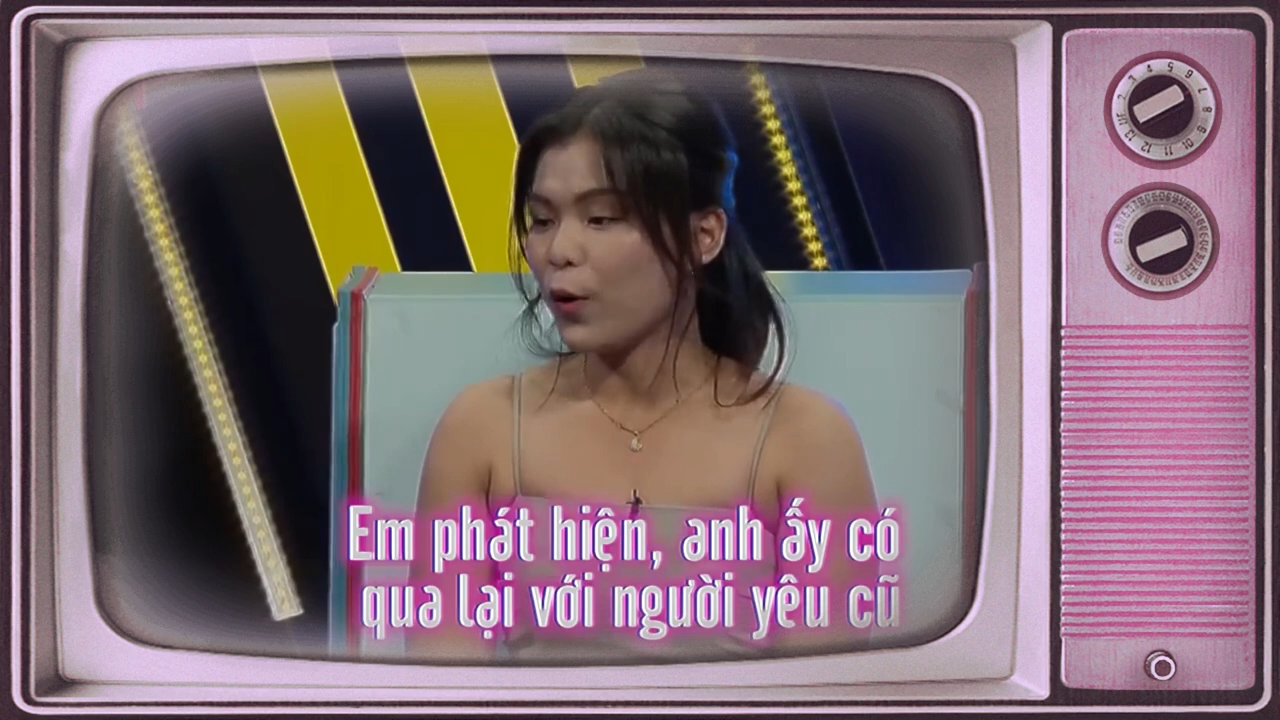 Em phát hiện, anh ấy có
qua lại với người yêu cũ